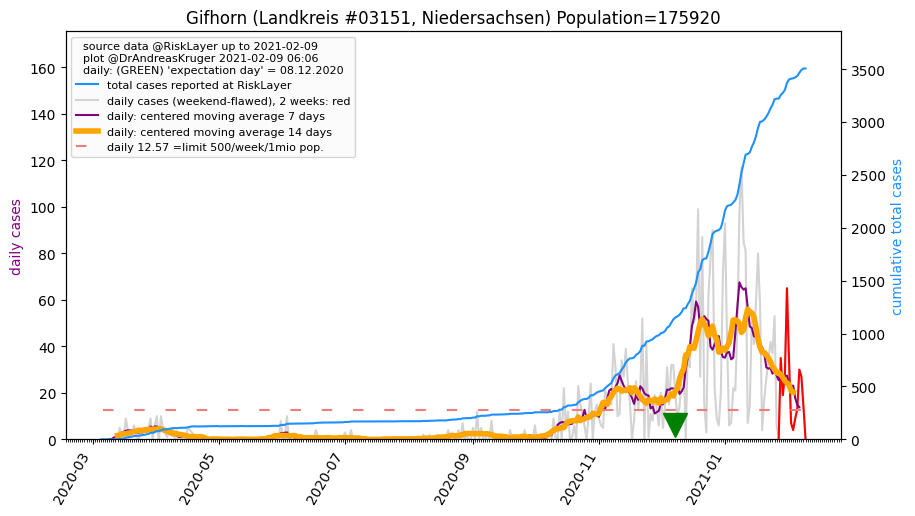 Gifhorn (Landkreis #03151, Niedersachsen) Population=175920
source data @RiskLayer up to 2021-02-09
plot @DrAndreasKruger 2021-02-09 06:06
daily: (GREEN) 'expectation day' = 08.12.2020
total cases reported at RiskLayer
daily cases (weekend-flawed), 2 weeks: red
daily: centered moving average 7 days
daily: centered moving average 14 days
daily 12.57 =limit 500/week/1mio pop.
daily cases
160
140
120
100
80
60
40
20
0
cumulative total cases
3500
3000
2500
2000
1500
1000
500
0
2020-03
2020-05
2020-07
2020-09
2020-11
2021-01